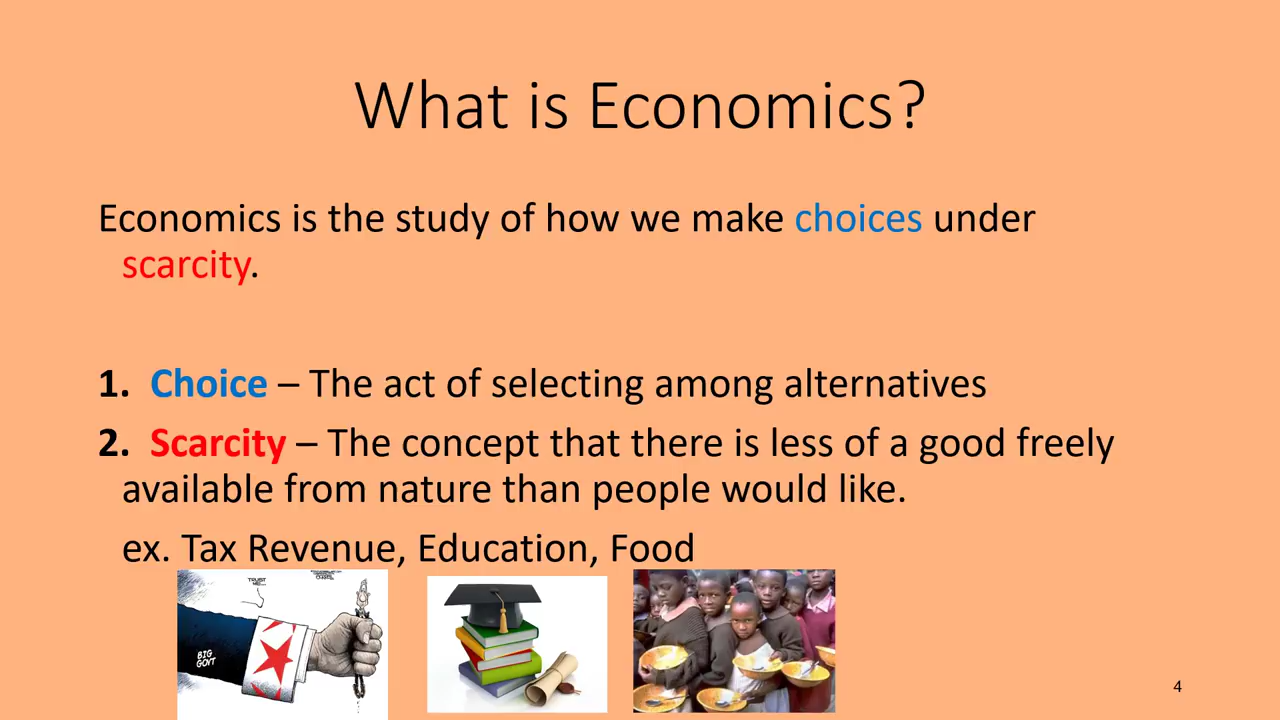 What is Economics?
Economics is the study of how we make choices under
scarcity.
1. Choice – The act of selecting among alternatives
2. Scarcity – The concept that there is less of a good freely
available from nature than people would like.
ex. Tax Revenue, Education, Food
TRUST
ME...
BIG
GOV'T
4